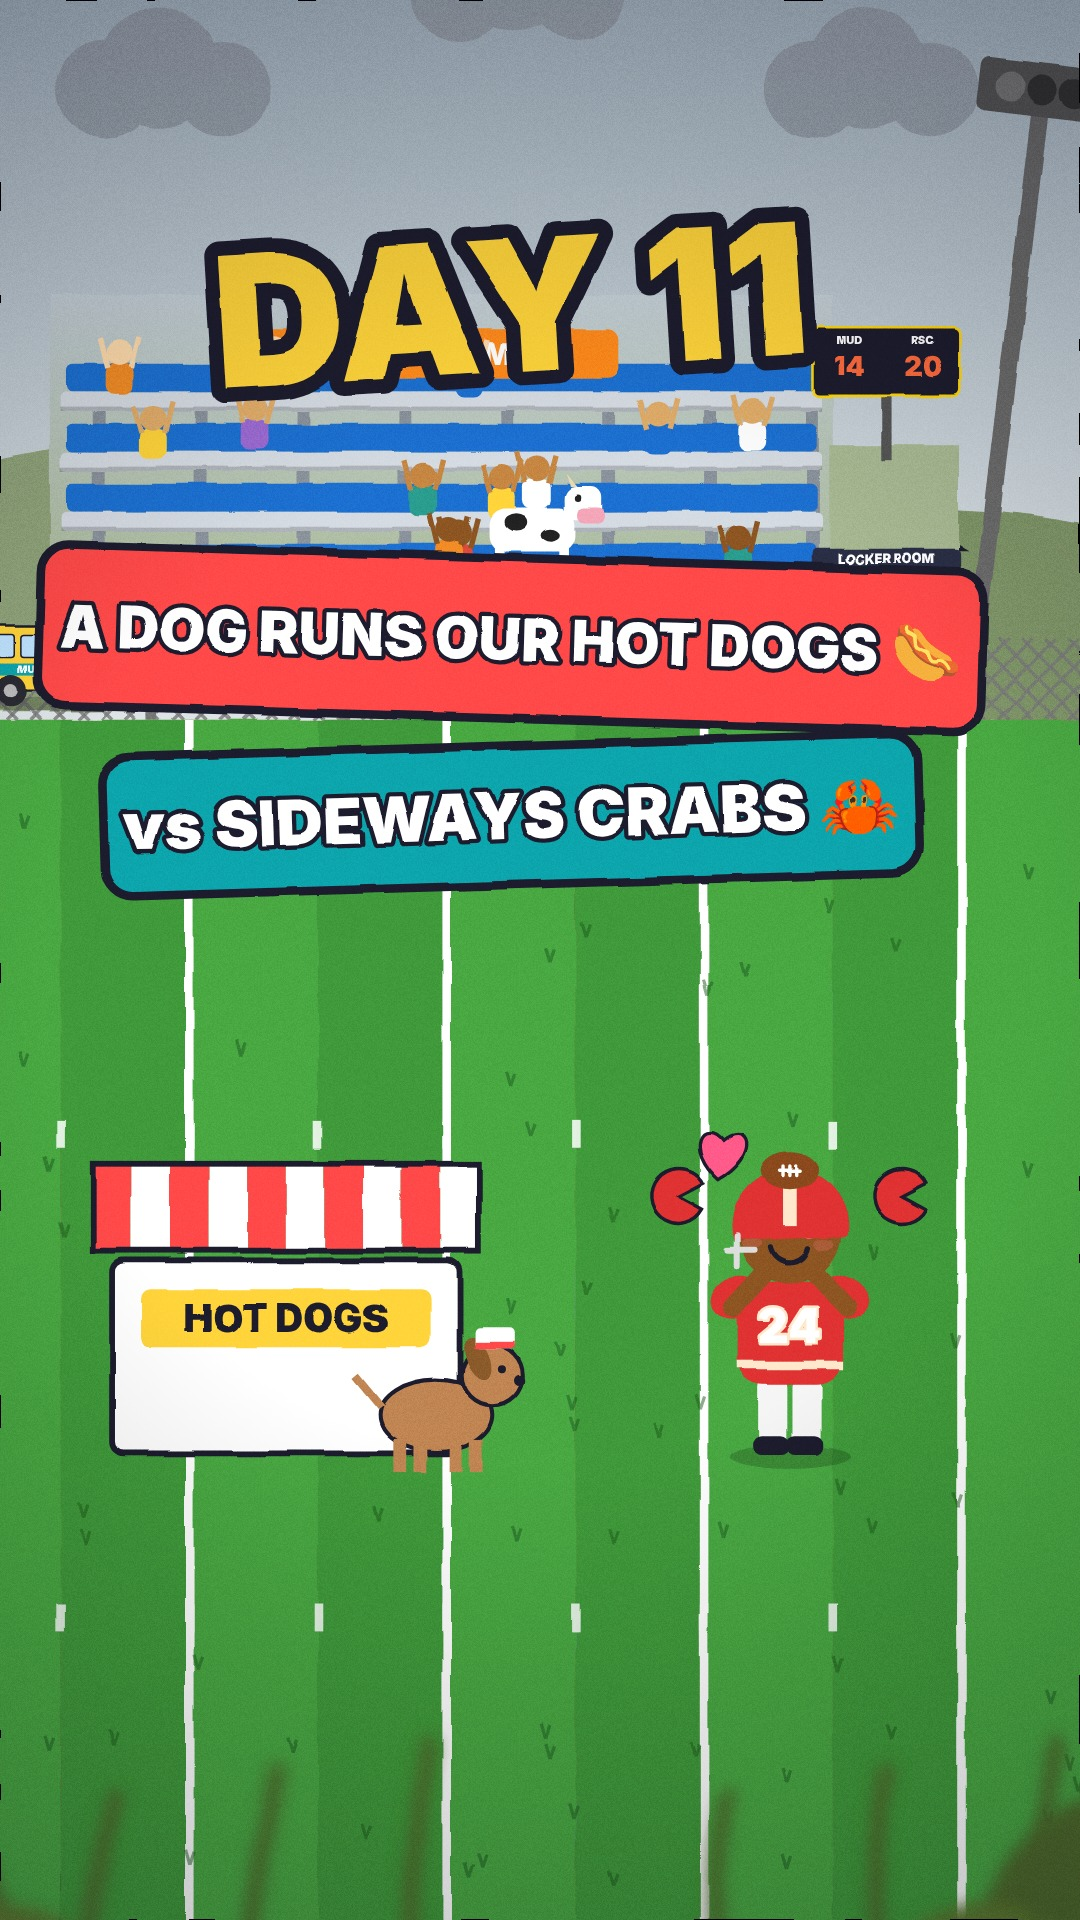 DAY 11
MUD RSC
14 20
LOCKER ROOM
A DOG RUNS OUR HOT DOGS 🌭
vs SIDEWAYS CRABS 🦀
HOT DOGS
24